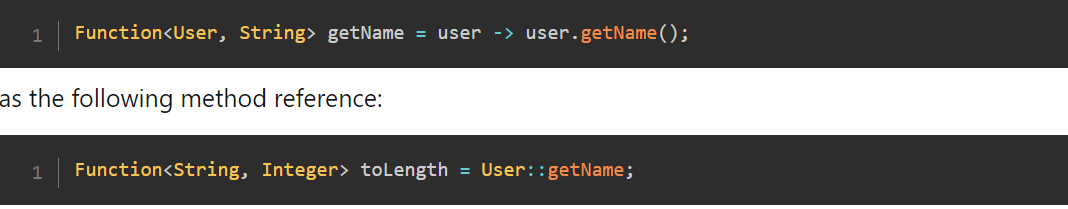 1 Function<User, String> getName = user -> user.getName();
as the following method reference:
1 Function<String, Integer> toLength = User::getName;